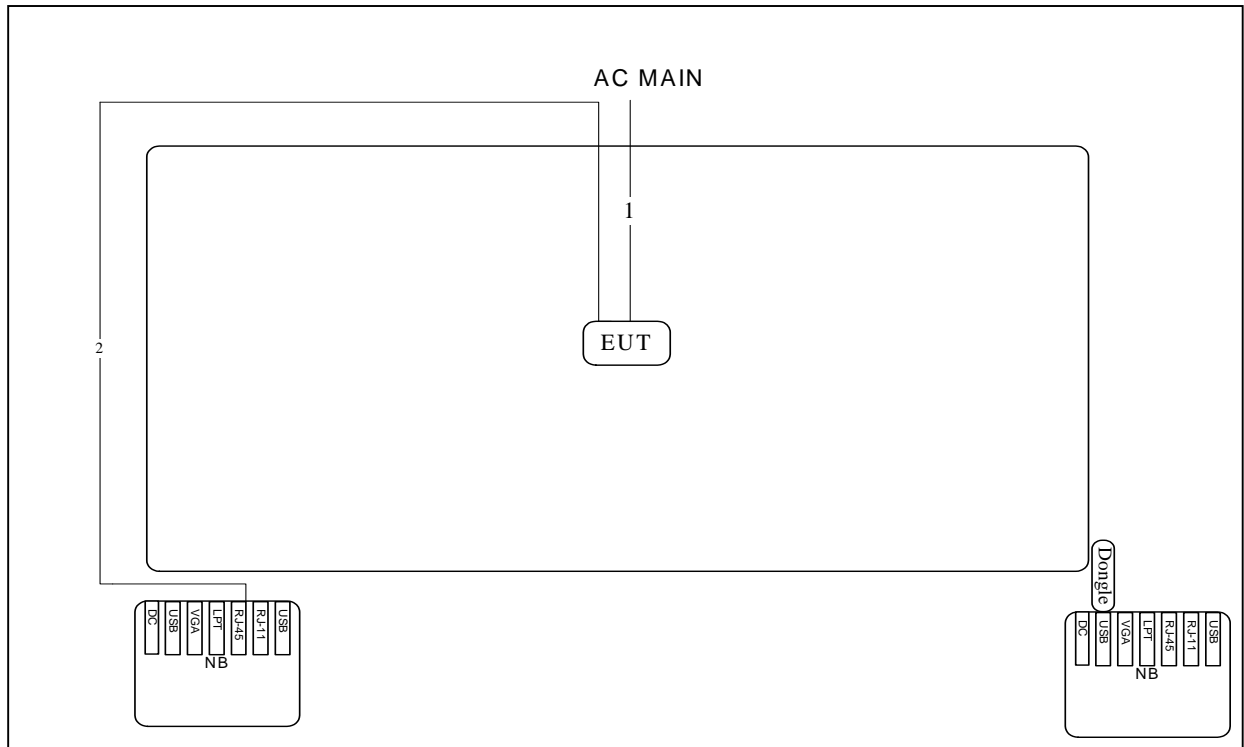 AC MAIN
1
EUT
2
Dongle
DC
USB
VGA
LPT
RJ-45
RJ-11
USB
NB
DC
USB
VGA
LPT
RJ-45
RJ-11
USB
NB